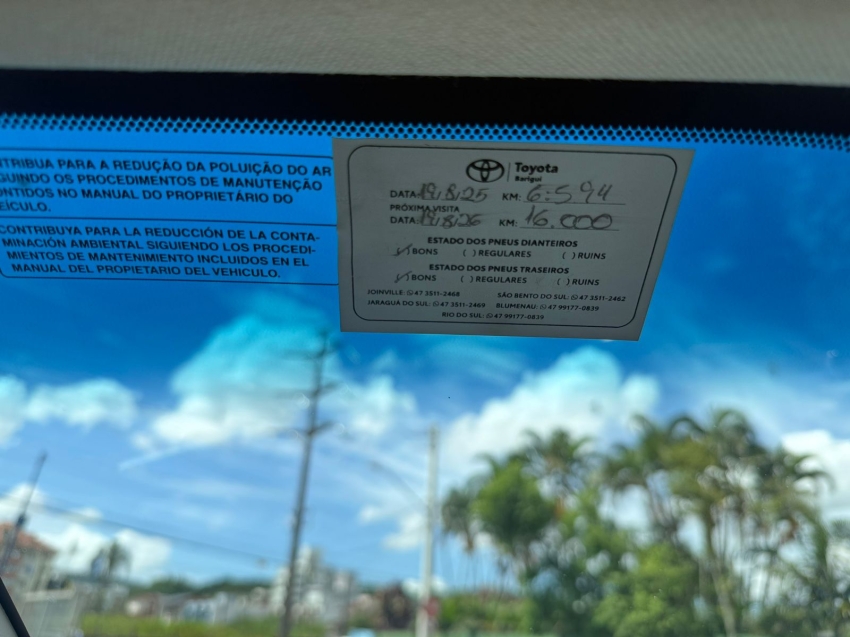 NTRIBUA PARA A REDUÇÃO DA POLUIÇÃO DO AR
GUINDO OS PROCEDIMENTOS DE MANUTENÇÃO
ONTIDOS NO MANUAL DO PROPRIETÁRIO DO
EÍCULO.
CONTRIBUYA PARA LA REDUCCIÓN DE LA CONTA-
MINACIÓN AMBIENTAL SIGUIENDO LOS PROCEDI-
MIENTOS DE MANTENIMIENTO INCLUIDOS EN EL
MANUAL DEL PROPIETARIO DEL VEHICULO.
Toyota
Barigui
DATA 19/8/25 KM: 6.594
PRÓXIMA VISITA
DATA: 19/8/26 KM: 16.000
ESTADO DOS PNEUS DIANTEIROS
(✓) BONS ( ) REGULARES ( ) RUINS
ESTADO DOS PNEUS TRASEIROS
(✓) BONS ( ) REGULARES ( ) RUINS
JOINVILLE: 47 3511-2468 SÃO BENTO DO SUL: 47 3511-2462
JARAGUÁ DO SUL: 47 3511-2469 BLUMENAU: 47 99177-0839
RIO DO SUL: 47 99177-0839